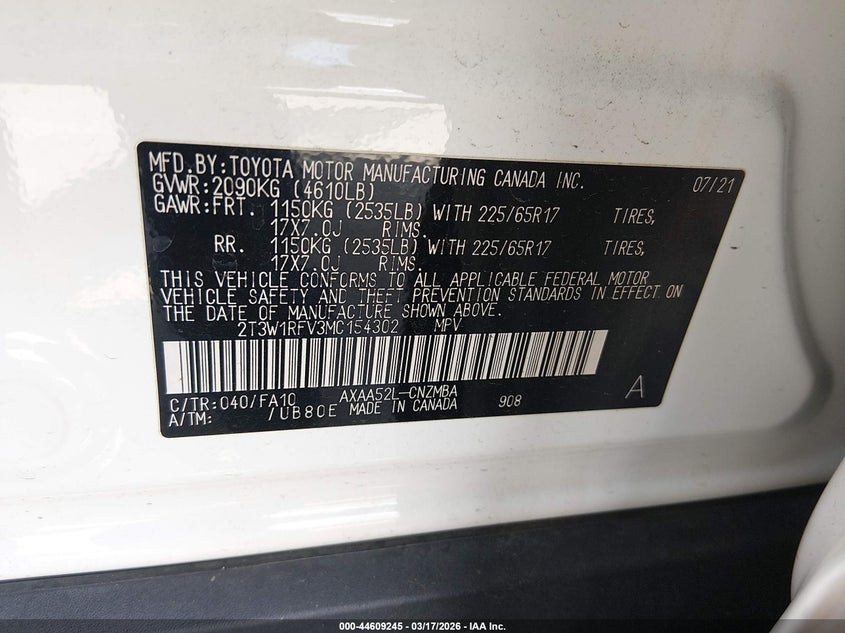 MFD.BY:TOYOTA MOTOR MANUFACTURING CANADA INC. 07/21
GVWR:2090KG (4610LB)
GAWR:FRT. 1150KG (2535LB) WITH 225/65R17 TIRES,
17X7.0J RIMS.
RR. 1150KG (2535LB) WITH 225/65R17 TIRES,
17X7.0J RIMS.
THIS VEHICLE CONFORMS TO ALL APPLICABLE FEDERAL MOTOR
VEHICLE SAFETY AND THEFT PREVENTION STANDARDS IN EFFECT ON
THE DATE OF MANUFACTURE SHOWN ABOVE.
2T3W1RFV3MC154302 MPV
C/TR:040/FA10 AXAA52L-CNZMBA A
A/TM: /UB80E MADE IN CANADA 908
000-44609245 - 03/17/2026 - IAA Inc.